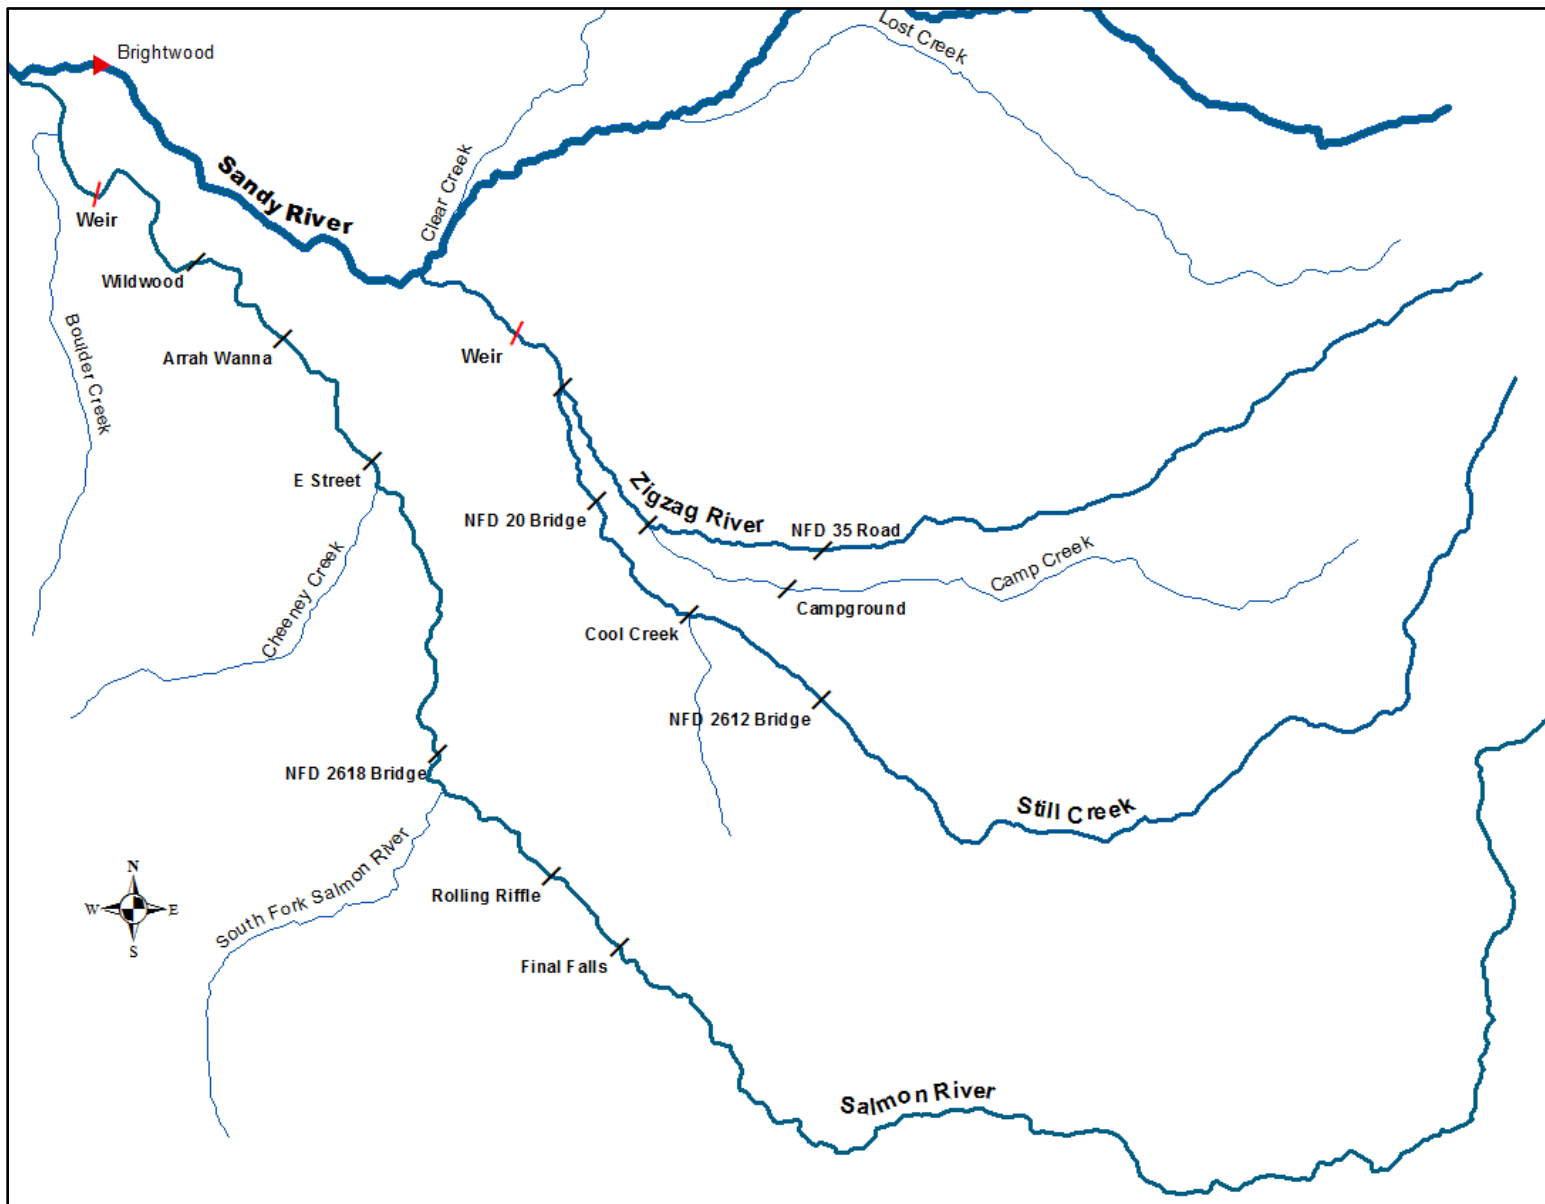 Lost Creek
Brightwood
Clear Creek
Sandy River
Weir
Wildwood
Boulder Creek
Arrah Wanna
Weir
E Street
Zigzag River
NFD 20 Bridge
NFD 35 Road
Camp Creek
Cheeney Creek
Campground
Cool Creek
NFD 2612 Bridge
NFD 2618 Bridge
Still Creek
South Fork Salmon River
Rolling Riffle
N
W
E
S
Final Falls
Salmon River